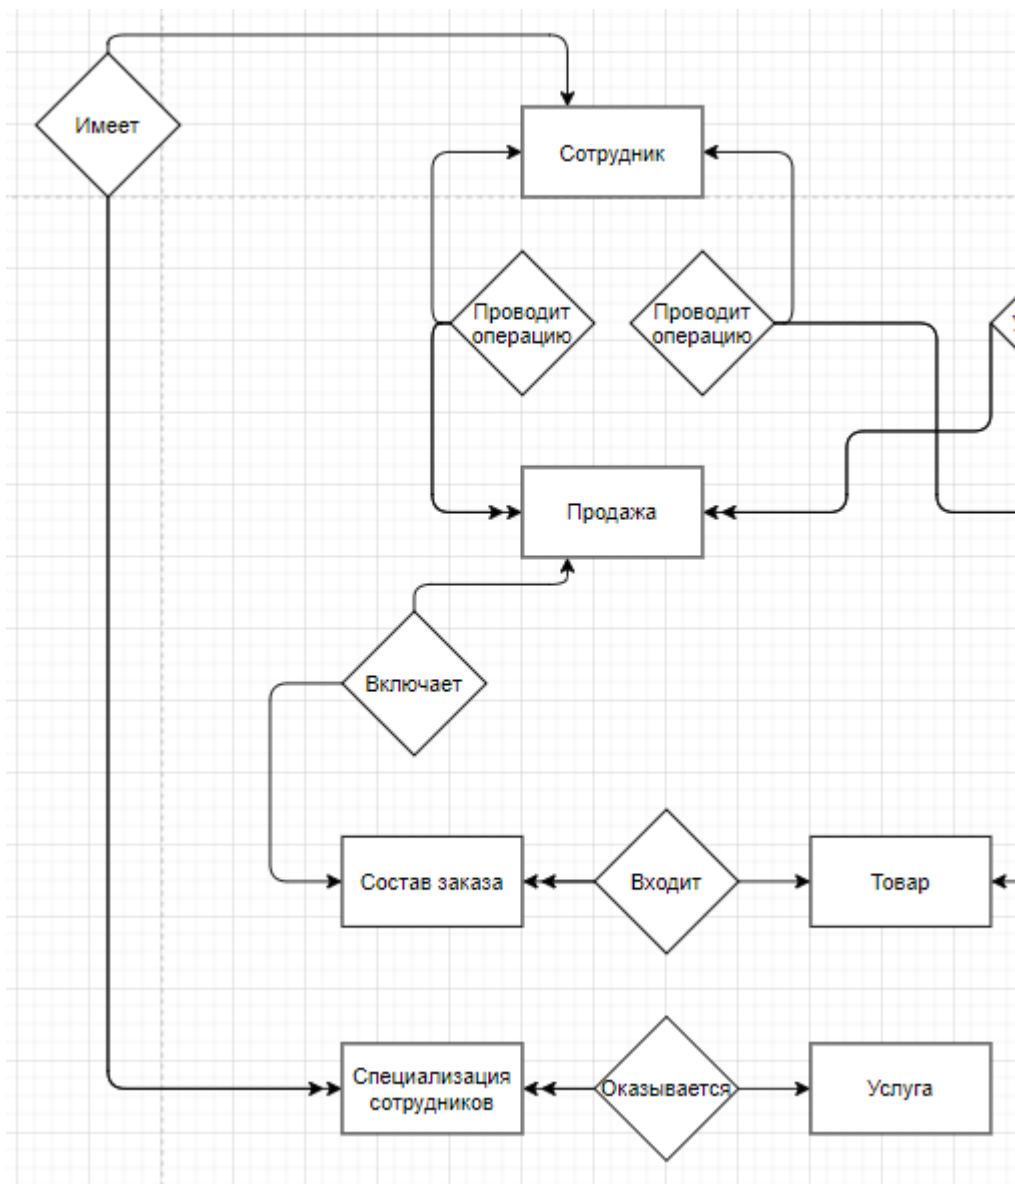 Имеет
Сотрудник
Проводит
операцию
Проводит
операцию
Продажа
Включает
Состав заказа
Входит
Товар
Специализация
сотрудников
Оказывается
Услуга